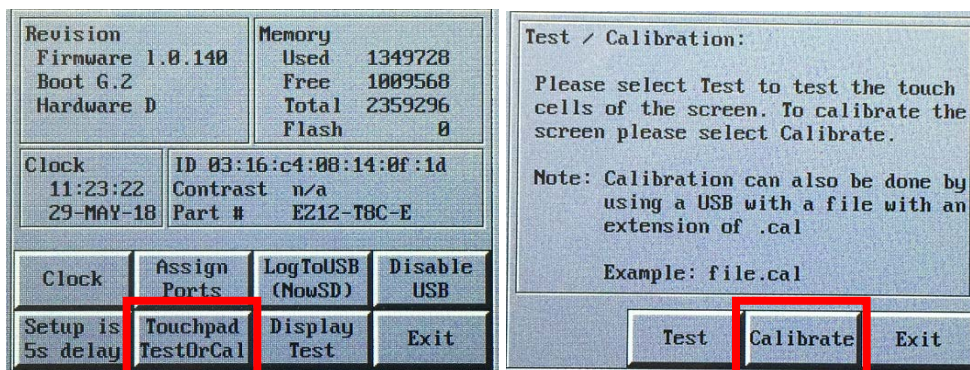 Revision
Firmware 1.0.140
Boot G.2
Hardware D
Memory
Used 1349728
Free 1009568
Total 2359296
Flash 0
Clock
11:23:22
29-MAY-18
ID 03:16:c4:08:14:0f:1d
Contrast n/a
Part # EZ12-T8C-E
Clock
Assign
Ports
LogToUSB
(NowSD)
Disable
USB
Setup is
5s delay
Touchpad
TestOrCal
Display
Test
Exit
Test / Calibration:
Please select Test to test the touch
cells of the screen. To calibrate the
screen please select Calibrate.
Note: Calibration can also be done by
using a USB with a file with an
extension of .cal
Example: file.cal
Test
Calibrate
Exit